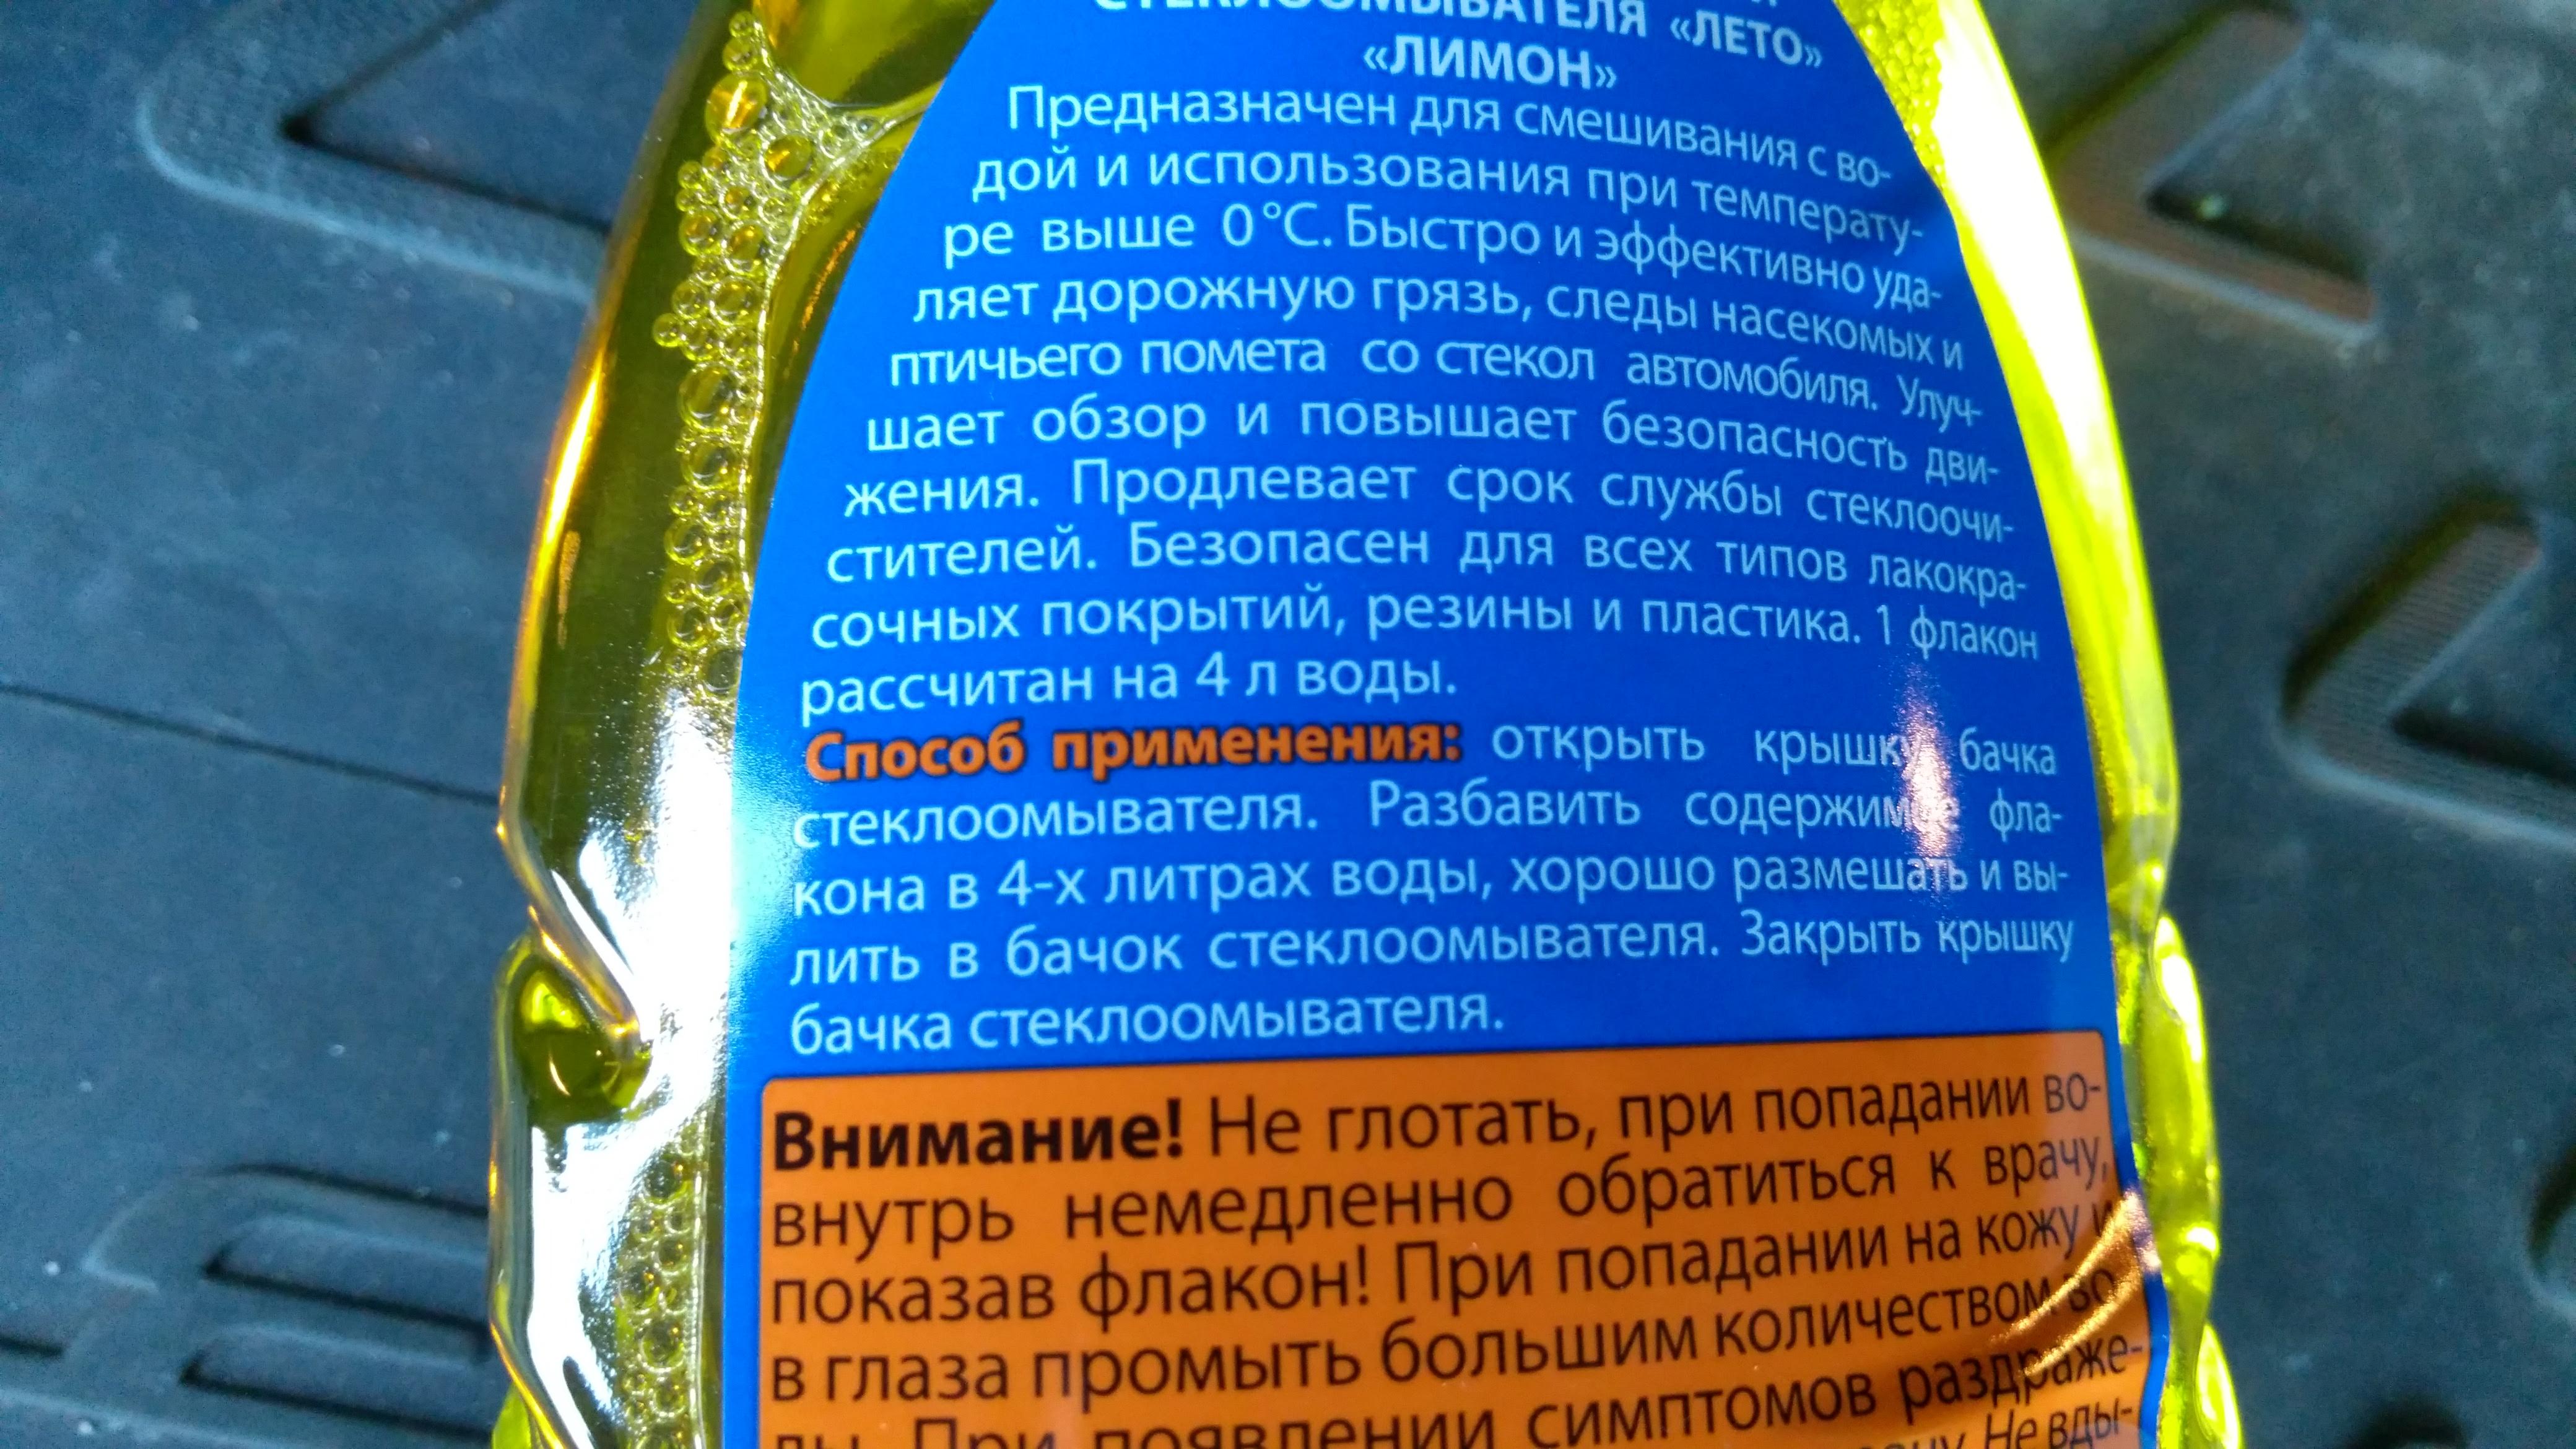 СТЕКЛООМЫВАТЕЛЯ «ЛЕТО»
«ЛИМОН»
Предназначен для смешивания с во-
дой и использования при температу-
ре выше 0 °С. Быстро и эффективно уда-
ляет дорожную грязь, следы насекомых и
птичьего помета со стекол автомобиля. Улуч-
шает обзор и повышает безопасность дви-
жения. Продлевает срок службы стеклоочи-
стителей. Безопасен для всех типов лакокра-
сочных покрытий, резины и пластика. 1 флакон
рассчитан на 4 л воды.
Способ применения: открыть крышку бачка
стеклоомывателя. Разбавить содержимое фла-
кона в 4-х литрах воды, хорошо размешать и вы-
лить в бачок стеклоомывателя. Закрыть крышку
бачка стеклоомывателя.
Внимание! Не глотать, при попадании во-
внутрь немедленно обратиться к врачу,
показав флакон! При попадании на кожу и
в глаза промыть большим количеством во-
ды. При появлении симптомов раздраже-
Не вды-